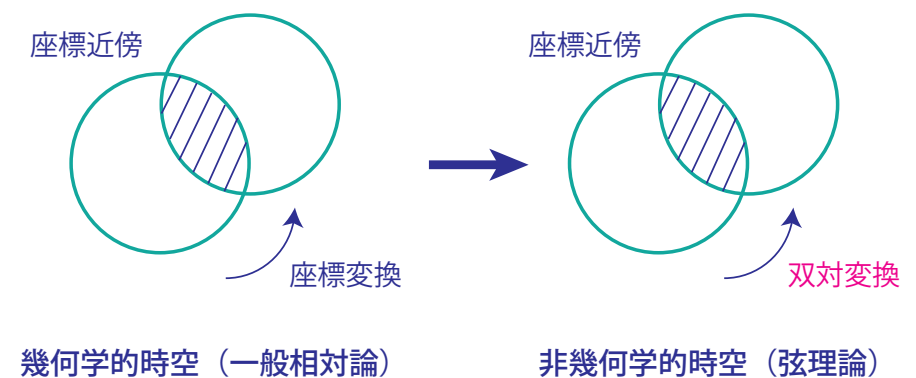 座標近傍
座標変換
幾何学的時空（一般相対論）
座標近傍
双対変換
非幾何学的時空（弦理論）